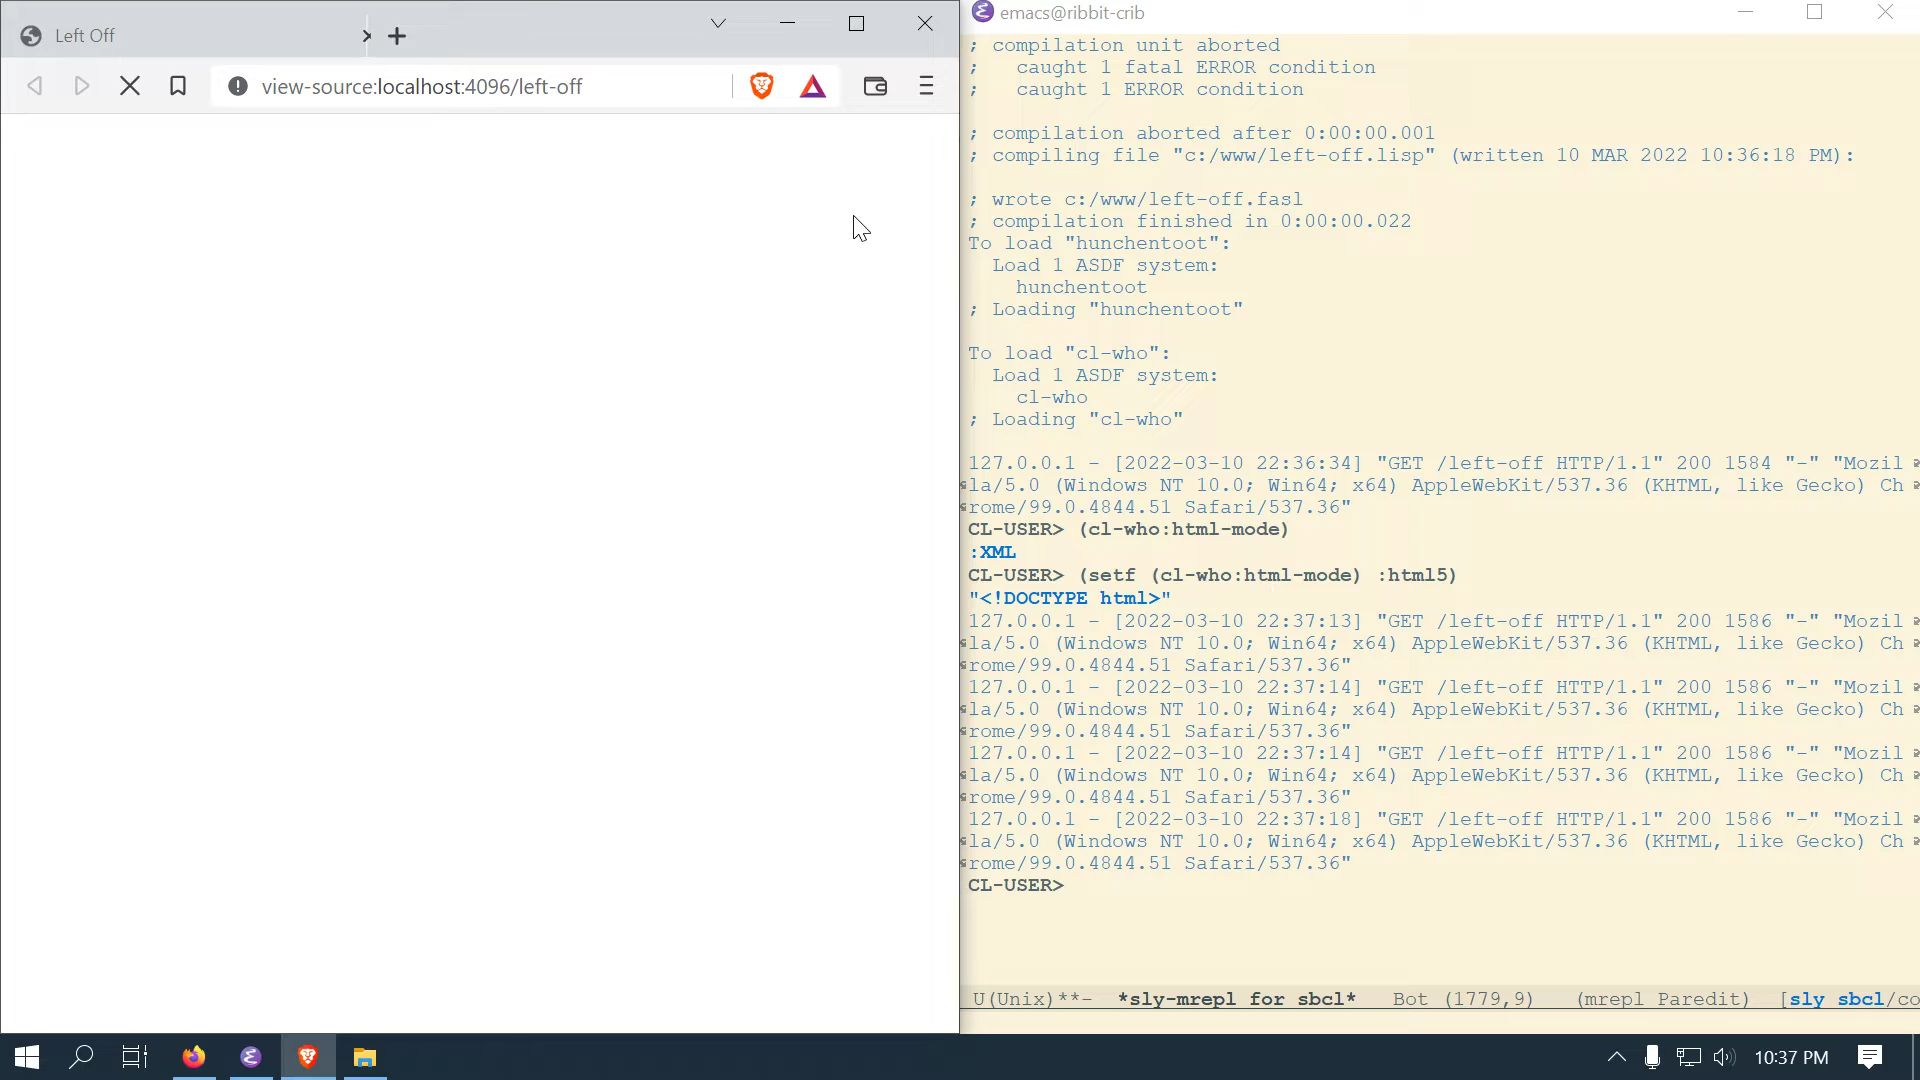 Left Off
view-source:localhost:4096/left-off
emacs@ribbit-crib
; compilation unit aborted
;   caught 1 fatal ERROR condition
;   caught 1 ERROR condition
; compilation aborted after 0:00:00.001
; compiling file "c:/www/left-off.lisp" (written 10 MAR 2022 10:36:18 PM):
; wrote c:/www/left-off.fasl
; compilation finished in 0:00:00.022
To load "hunchentoot":
  Load 1 ASDF system:
    hunchentoot
; Loading "hunchentoot"
To load "cl-who":
  Load 1 ASDF system:
    cl-who
; Loading "cl-who"
127.0.0.1 - [2022-03-10 22:36:34] "GET /left-off HTTP/1.1" 200 1584 "-" "Mozil
la/5.0 (Windows NT 10.0; Win64; x64) AppleWebKit/537.36 (KHTML, like Gecko) Ch
rome/99.0.4844.51 Safari/537.36"
CL-USER> (cl-who:html-mode)
:XML
CL-USER> (setf (cl-who:html-mode) :html5)
"<!DOCTYPE html>"
127.0.0.1 - [2022-03-10 22:37:13] "GET /left-off HTTP/1.1" 200 1586 "-" "Mozil
la/5.0 (Windows NT 10.0; Win64; x64) AppleWebKit/537.36 (KHTML, like Gecko) Ch
rome/99.0.4844.51 Safari/537.36"
127.0.0.1 - [2022-03-10 22:37:14] "GET /left-off HTTP/1.1" 200 1586 "-" "Mozil
la/5.0 (Windows NT 10.0; Win64; x64) AppleWebKit/537.36 (KHTML, like Gecko) Ch
rome/99.0.4844.51 Safari/537.36"
127.0.0.1 - [2022-03-10 22:37:14] "GET /left-off HTTP/1.1" 200 1586 "-" "Mozil
la/5.0 (Windows NT 10.0; Win64; x64) AppleWebKit/537.36 (KHTML, like Gecko) Ch
rome/99.0.4844.51 Safari/537.36"
127.0.0.1 - [2022-03-10 22:37:18] "GET /left-off HTTP/1.1" 200 1586 "-" "Mozil
la/5.0 (Windows NT 10.0; Win64; x64) AppleWebKit/537.36 (KHTML, like Gecko) Ch
rome/99.0.4844.51 Safari/537.36"
CL-USER>
U(Unix)**-  *sly-mrepl for sbcl*   Bot (1779,9)   (mrepl Paredit)  [sly sbcl/co
10:37 PM